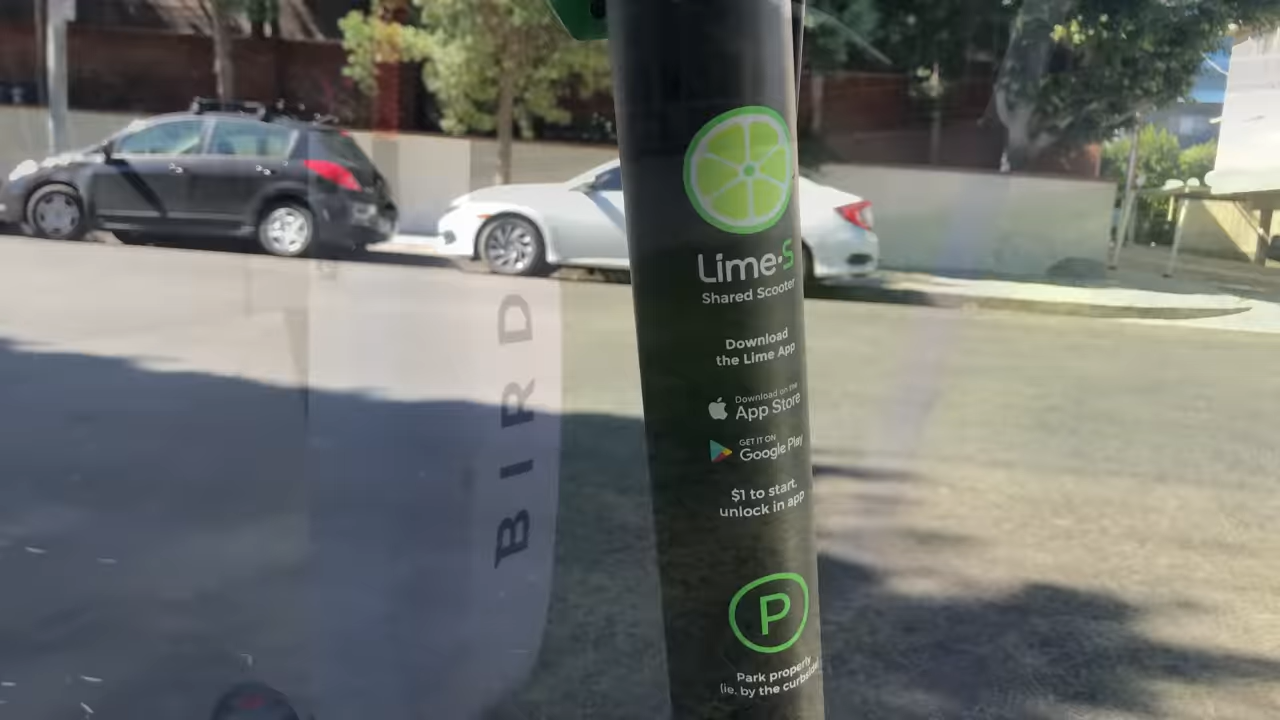 BIRD
Lime-S
Shared Scooter
Download
the Lime App
Download on the
App Store
GET IT ON
Google Play
$1 to start,
unlock in app
P
Park properly
(ie. by the curbside)